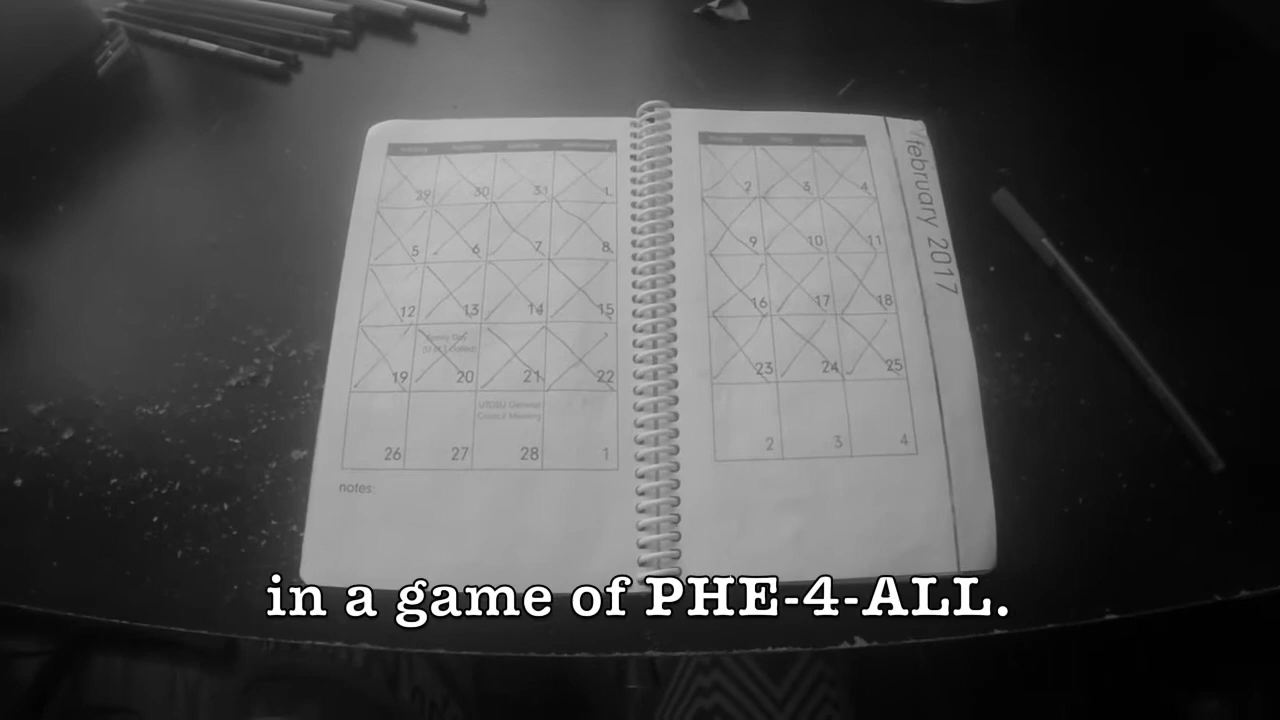 29 30 31 1
5 6 7 8
12 13 14 15
19 20 21 22
Council Meeting
26 27 28 1
notes:
2 3 4
9 10 11
16 17 18
23 24 25
2 3 4
february 2017
in a game of PHE-4-ALL.